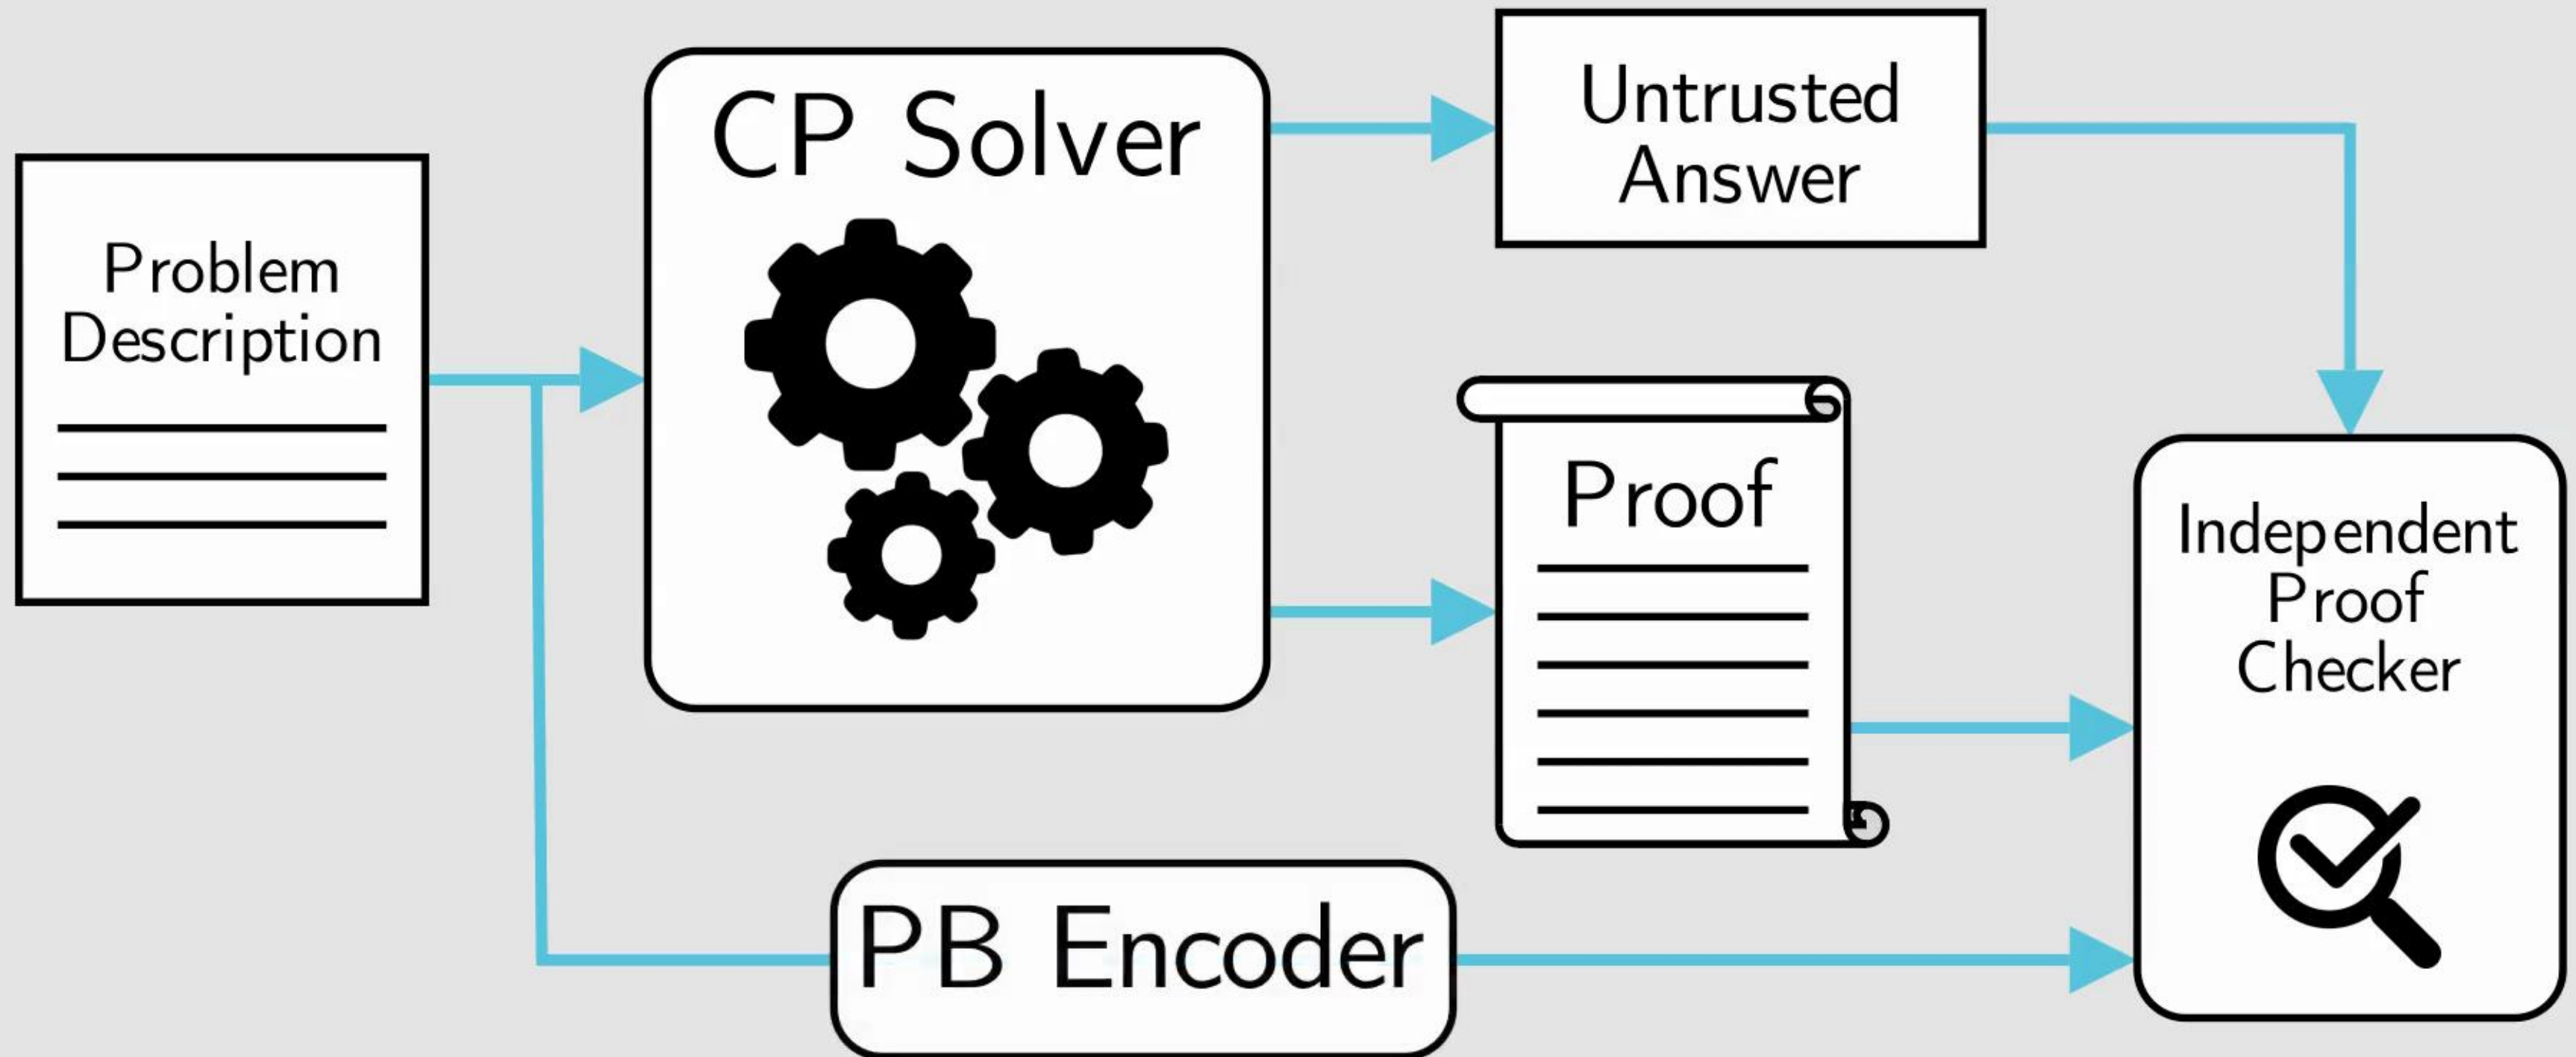 Problem
Description
CP Solver
Untrusted
Answer
Proof
Independent
Proof
Checker
PB Encoder